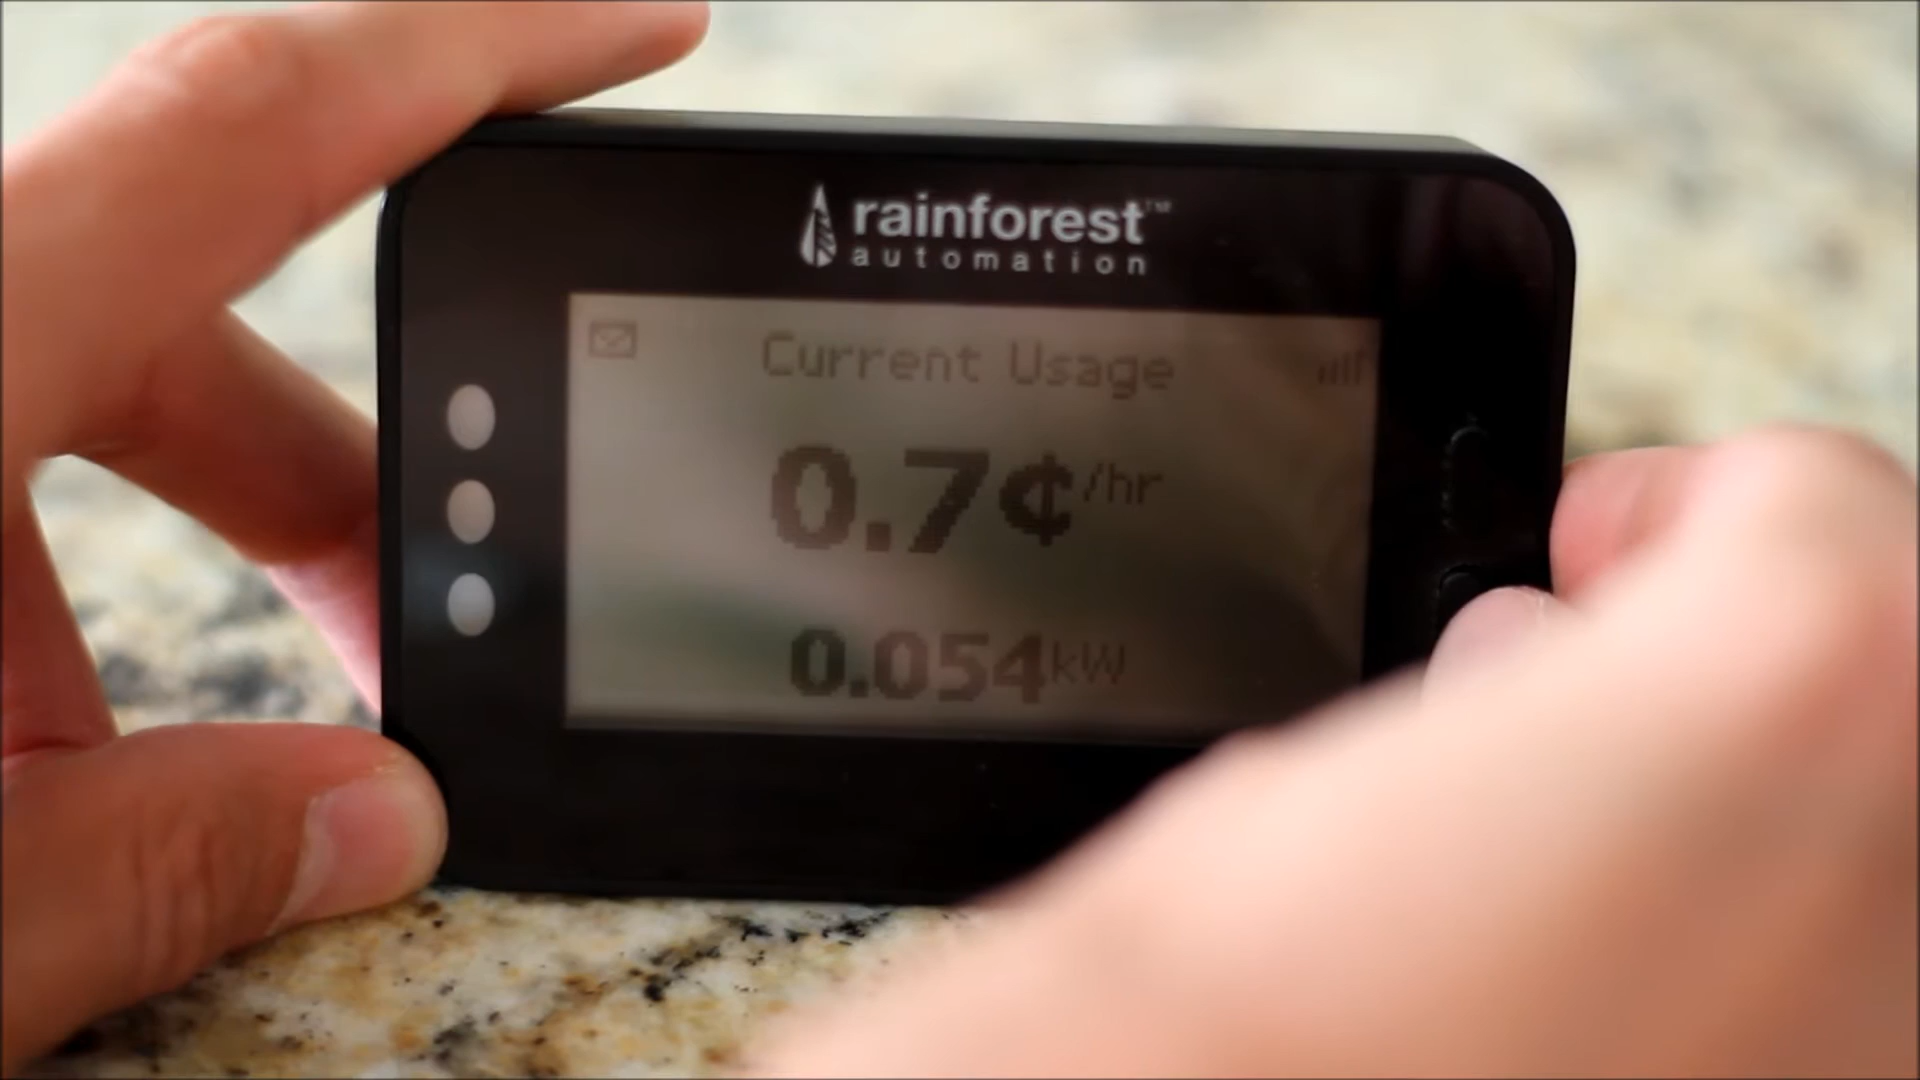 rainforest™
automation
Current Usage
0.7¢/hr
0.054kW